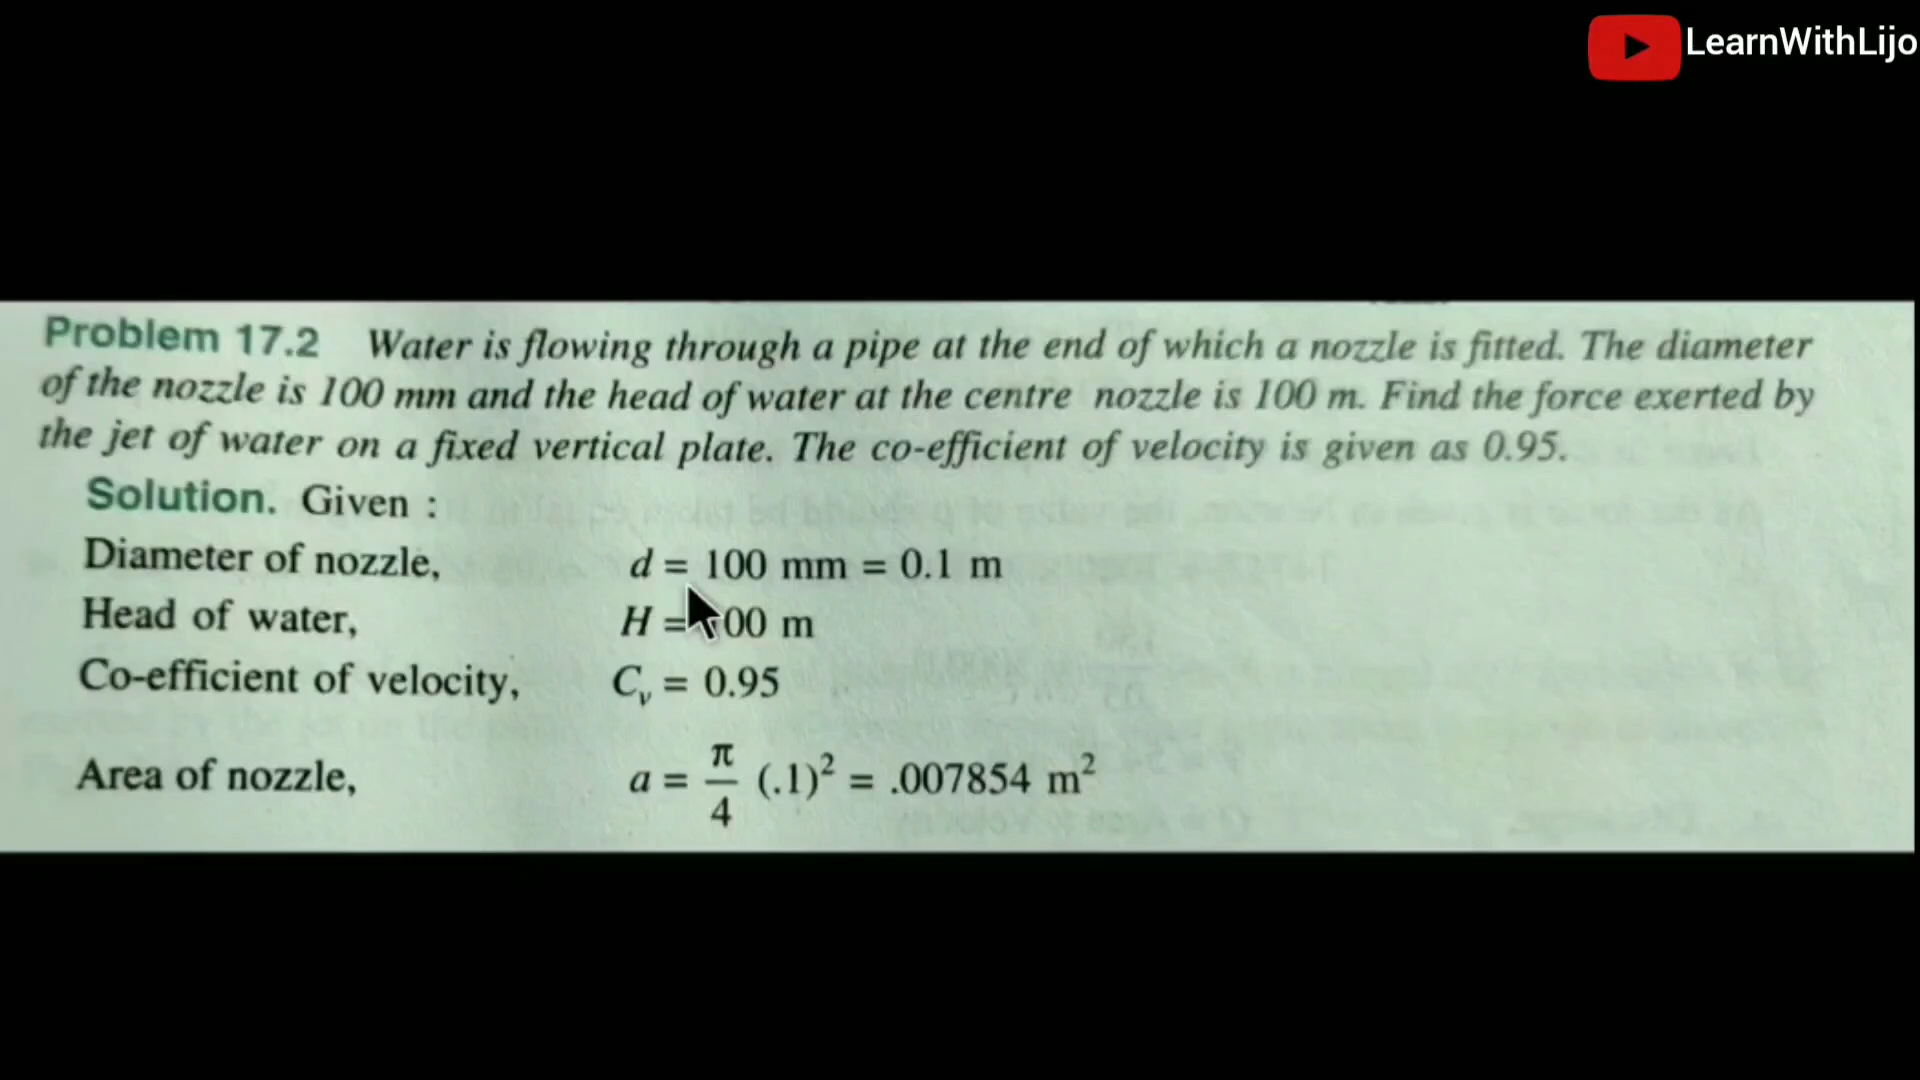 LearnWithLijo
Problem 17.2 Water is flowing through a pipe at the end of which a nozzle is fitted. The diameter
of the nozzle is 100 mm and the head of water at the centre nozzle is 100 m. Find the force exerted by
the jet of water on a fixed vertical plate. The co-efficient of velocity is given as 0.95.
Solution. Given :
Diameter of nozzle, d = 100 mm = 0.1 m
Head of water, H = 00 m
Co-efficient of velocity, Cᵥ = 0.95
Area of nozzle, a = π/4 (.1)² = .007854 m²